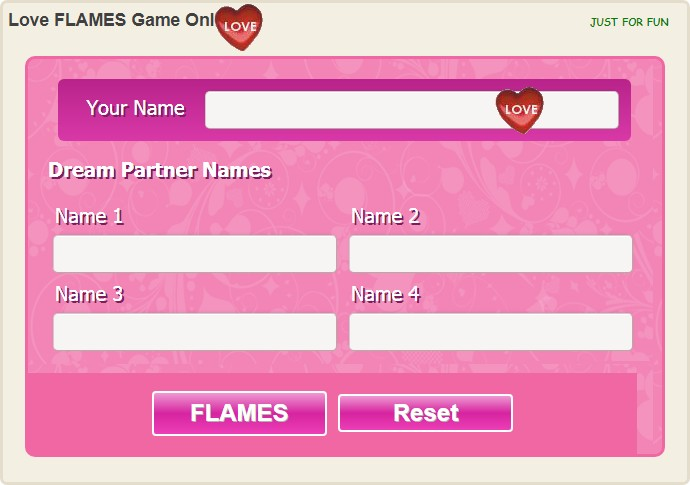 Love FLAMES Game Onl
LOVE
JUST FOR FUN
Your Name
LOVE
Dream Partner Names
Name 1
Name 2
Name 3
Name 4
FLAMES
Reset